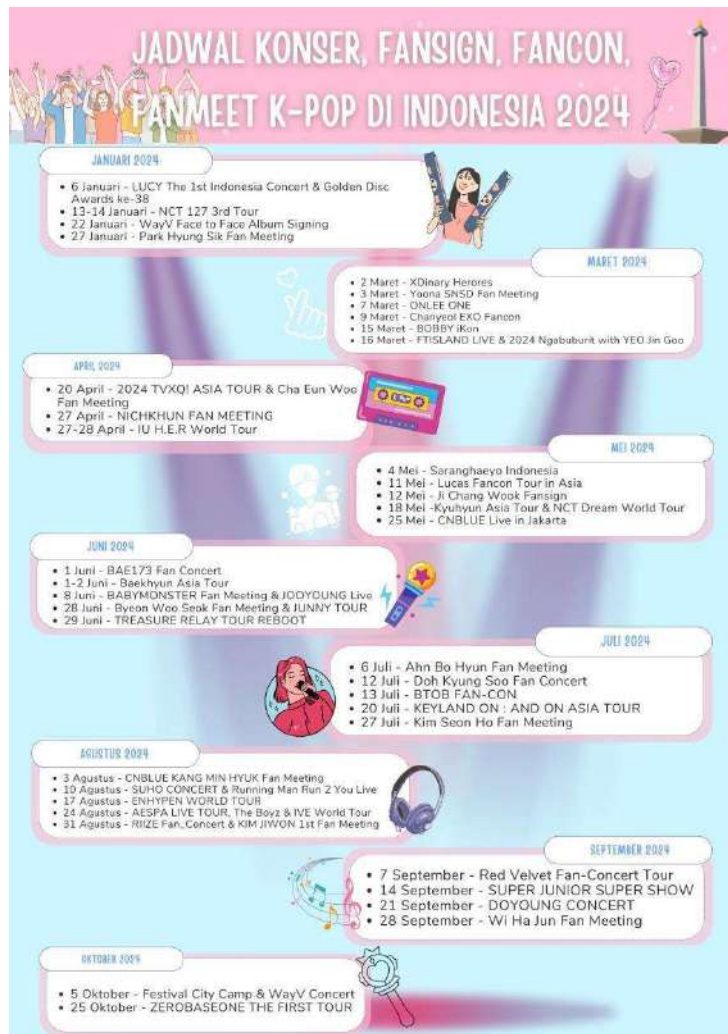 JADWAL KONSER, FANSIGN, FANCON,
FANMEET K-POP DI INDONESIA 2024
JANUARI 2024
• 6 Januari - LUCY The 1st Indonesia Concert & Golden Disc
Awards ke-38
• 13-14 Januari - NCT 127 3rd Tour
• 22 Januari - WayV Face to Face Album Signing
• 27 Januari - Park Hyung Sik Fan Meeting
MARET 2024
• 2 Maret - XDinary Herores
• 3 Maret - Yoona SNSD Fan Meeting
• 7 Maret - ONLEE ONE
• 9 Maret - Chanyeol EXO Fancon
• 15 Maret - BOBBY iKon
• 16 Maret - FTISLAND LIVE & 2024 Ngabuburit with YEO Jin Goo
APRIL 2024
• 20 April - 2024 TVXQ! ASIA TOUR & Cha Eun Woo
Fan Meeting
• 27 April - NICHKHUN FAN MEETING
• 27-28 April - IU H.E.R World Tour
MEI 2024
• 4 Mei - Saranghaeyo Indonesia
• 11 Mei - Lucas Fancon Tour in Asia
• 12 Mei - Ji Chang Wook Fansign
• 18 Mei -Kyuhyun Asia Tour & NCT Dream World Tour
• 25 Mei - CNBLUE Live in Jakarta
JUNI 2024
• 1 Juni - BAE173 Fan Concert
• 1-2 Juni - Baekhyun Asia Tour
• 8 Juni - BABYMONSTER Fan Meeting & JOOYOUNG Live
• 28 Juni - Byeon Woo Seok Fan Meeting & JUNNY TOUR
• 29 Juni - TREASURE RELAY TOUR REBOOT
JULI 2024
• 6 Juli - Ahn Bo Hyun Fan Meeting
• 12 Juli - Doh Kyung Soo Fan Concert
• 13 Juli - BTOB FAN-CON
• 20 Juli - KEYLAND ON : AND ON ASIA TOUR
• 27 Juli - Kim Seon Ho Fan Meeting
AGUSTUS 2024
• 3 Agustus - CNBLUE KANG MIN HYUK Fan Meeting
• 10 Agustus - SUHO CONCERT & Running Man Run 2 You Live
• 17 Agustus - ENHYPEN WORLD TOUR
• 24 Agustus - AESPA LIVE TOUR, The Boyz & IVE World Tour
• 31 Agustus - RIIZE Fan_Concert & KIM JIWON 1st Fan Meeting
SEPTEMBER 2024
• 7 September - Red Velvet Fan-Concert Tour
• 14 September - SUPER JUNIOR SUPER SHOW
• 21 September - DOYOUNG CONCERT
• 28 September - Wi Ha Jun Fan Meeting
OKTOBER 2024
• 5 Oktober - Festival City Camp & WayV Concert
• 25 Oktober - ZEROBASEONE THE FIRST TOUR